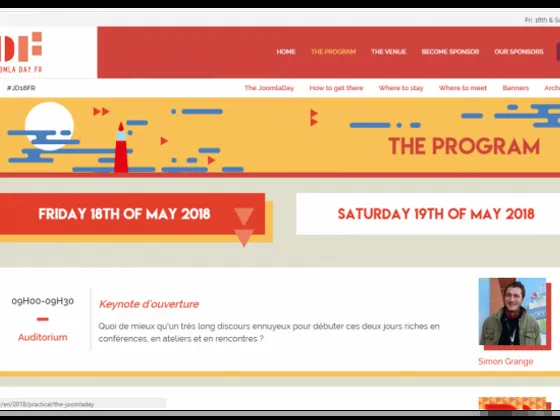 Fri. 18th & S
DF
OMLA DAY FR
HOME THE PROGRAM THE VENUE BECOME SPONSOR OUR SPONSORS
#JD18FR
The JoomlaDay How to get there Where to stay Where to meet Banners Arch
THE PROGRAM
FRIDAY 18TH OF MAY 2018
SATURDAY 19TH OF MAY 2018
09H00-09H30
Auditorium
Keynote d'ouverture
Quoi de mieux qu'un très long discours ennuyeux pour débuter ces deux jours riches en
conférences, en ateliers et en rencontres ?
Simon Grange
/en/2018/practical/the-joomladay